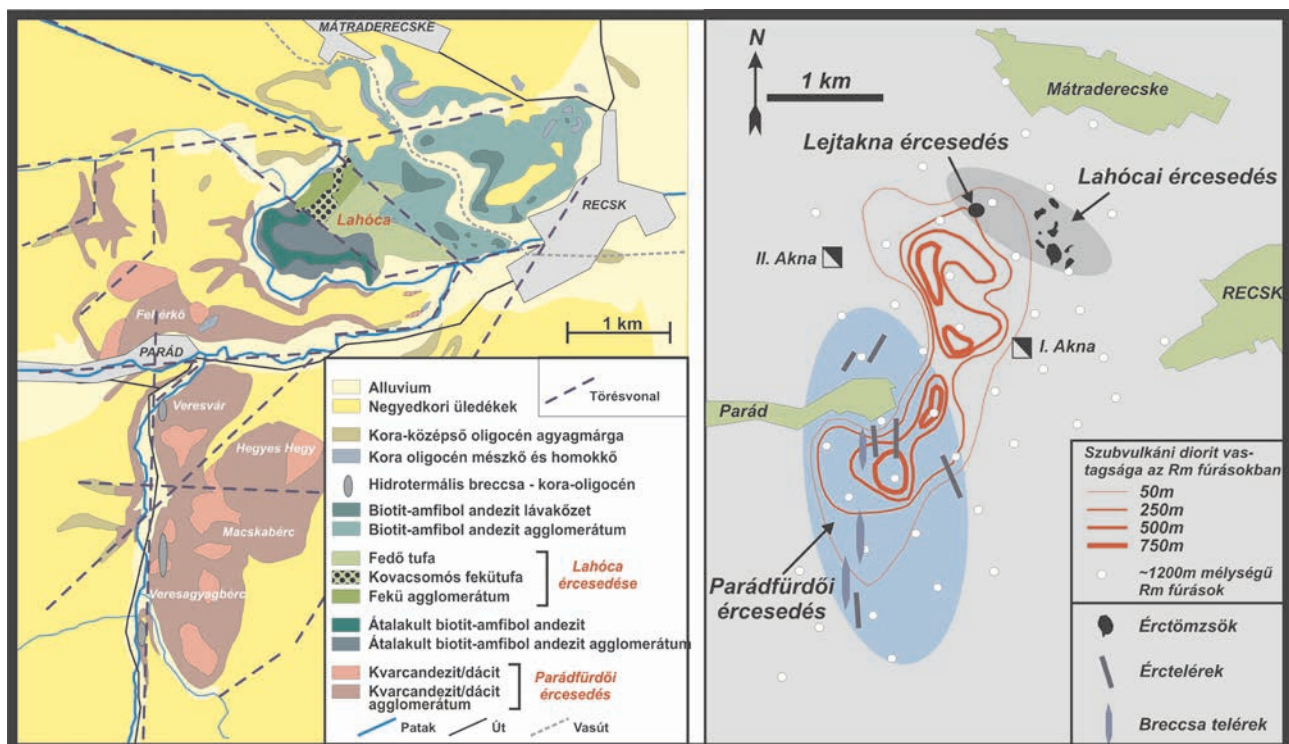 MÁTRADERECSKE
Lahóca
RECSK
Fehérkő
1 km
PARÁD
Veresvár
Hegyes Hegy
Macskabérc
Veresagyagbérc
Alluvium
Negyedkori üledékek
Törésvonal
Kora-középső oligocén agyagmárga
Kora oligocén mészkő és homokkő
Hidrotermális breccsa - kora-oligocén
Biotit-amfibol andezit lávakőzet
Biotit-amfibol andezit agglomerátum
Fedő tufa
Kovacsomós fekütufa
Fekü agglomerátum
Lahóca
ércesedése
Átalakult biotit-amfibol andezit
Átalakult biotit-amfibol andezit agglomerátum
Kvarcandezit/dácit
Kvarcandezit/dácit
agglomerátum
Parádfürdői
ércesedés
Patak
Út
Vasút
N
1 km
Mátraderecske
Lejtakna ércesedés
Lahócai ércesedés
II. Akna
RECSK
I. Akna
Parád
Parádfürdői
ércesedés
Szubvulkáni diorit vas-
tagsága az Rm fúrásokban
50m
250m
500m
750m
~1200m mélységű
Rm fúrások
Érctömzsök
Érctelérek
Breccsa telérek